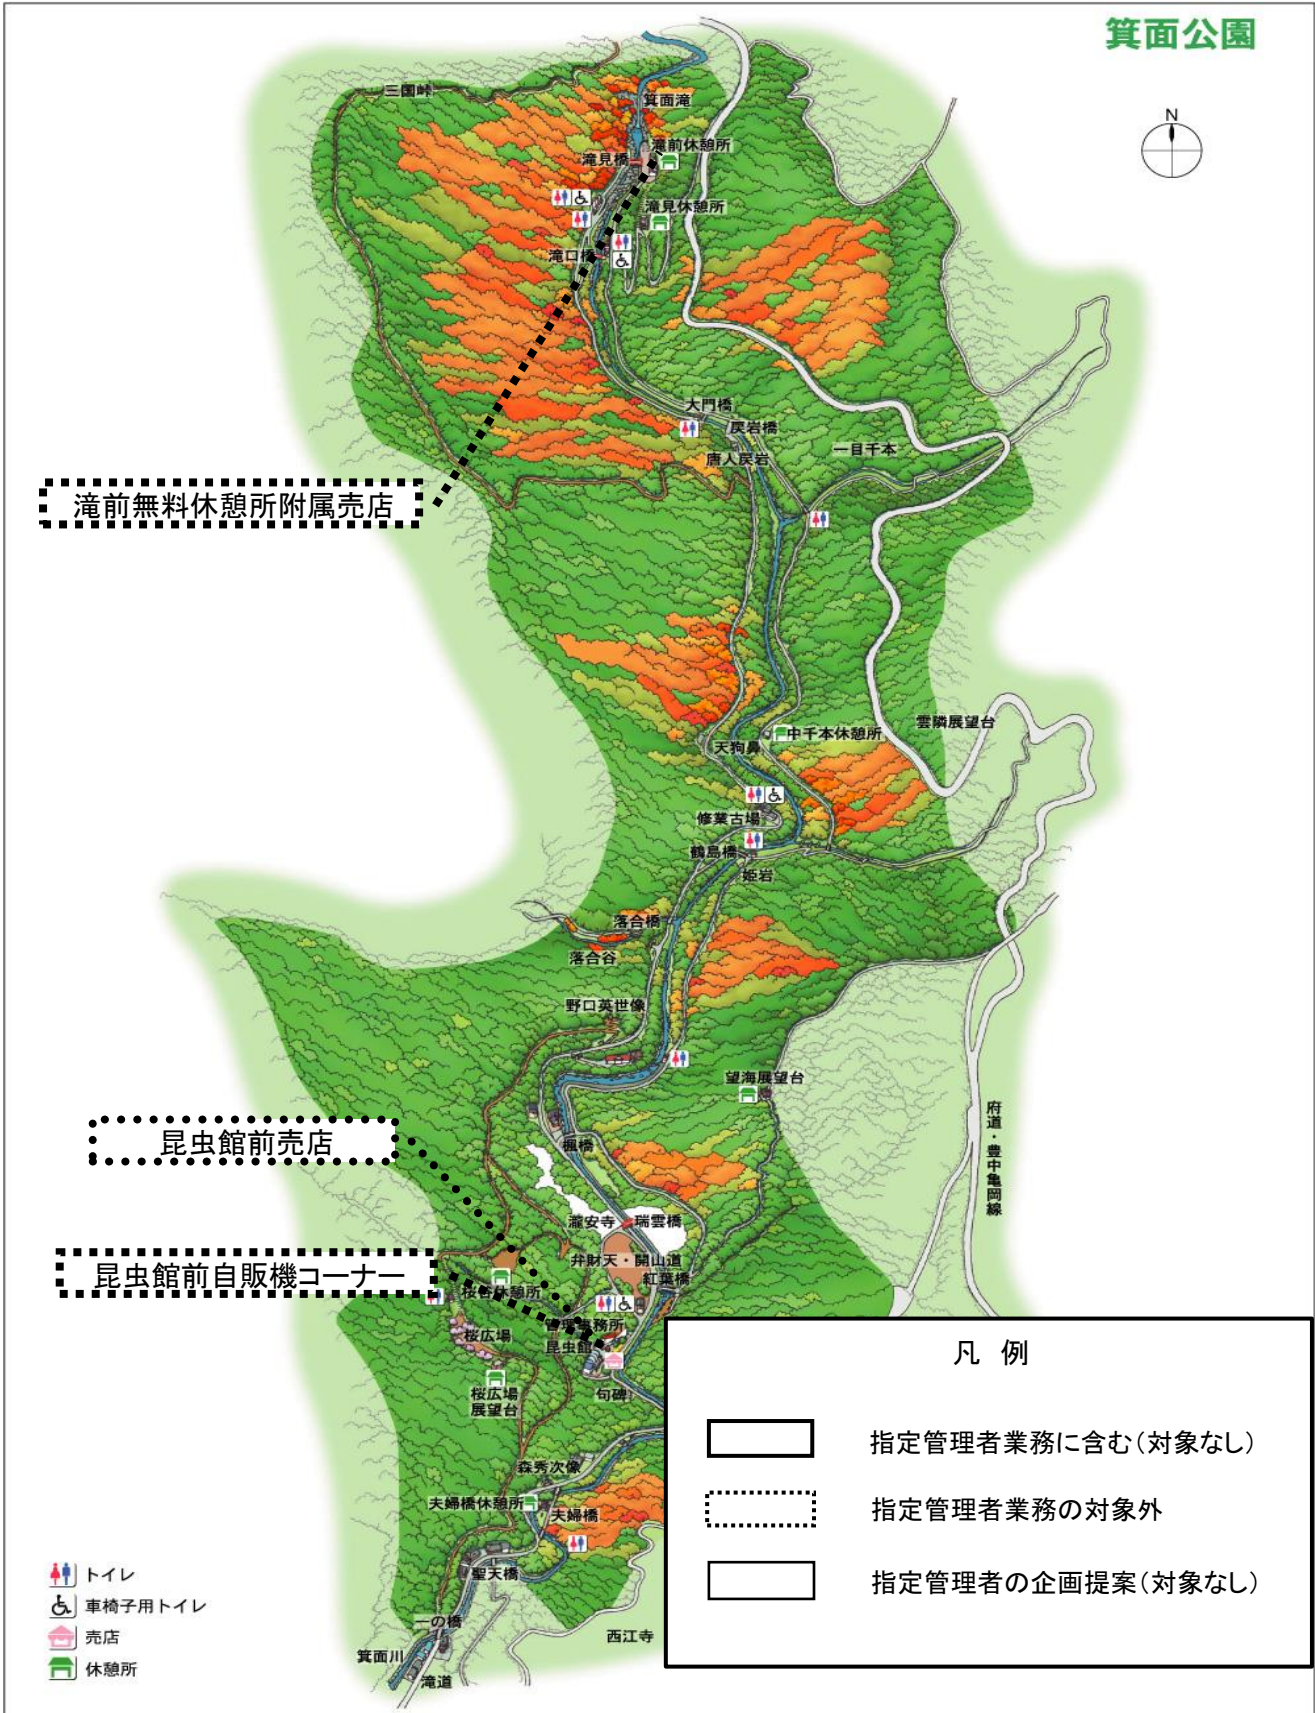 箕面公園
N
三国峠
箕面滝
滝前休憩所
滝見橋
滝見休憩所
滝口橋
大門橋
戻岩橋
唐人戻岩
一目千本
滝前無料休憩所附属売店
雲隣展望台
中千本休憩所
天狗鼻
修業古場
鶴島橋
姫岩
落合橋
落合谷
野口英世像
望海展望台
府道・豊中亀岡線
昆虫館前売店
楓橋
瀧安寺
瑞雲橋
弁財天・開山道
昆虫館前自販機コーナー
紅葉橋
桜谷休憩所
管理事務所
桜広場
昆虫館
桜広場
展望台
句碑
森秀次像
夫婦橋休憩所
夫婦橋
聖天橋
一の橋
箕面川
滝道
西江寺
トイレ
車椅子用トイレ
売店
休憩所
凡 例
指定管理者業務に含む(対象なし)
指定管理者業務の対象外
指定管理者の企画提案(対象なし)